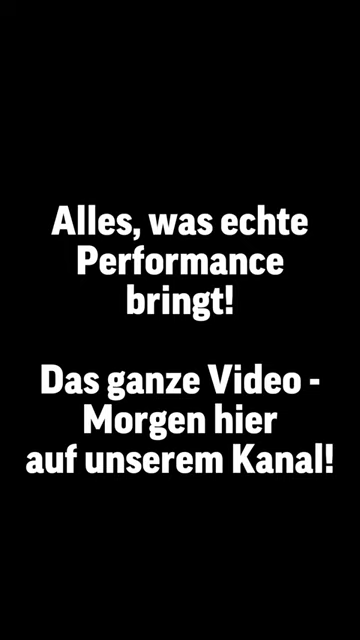 Alles, was echte
Performance
bringt!
Das ganze Video -
Morgen hier
auf unserem Kanal!